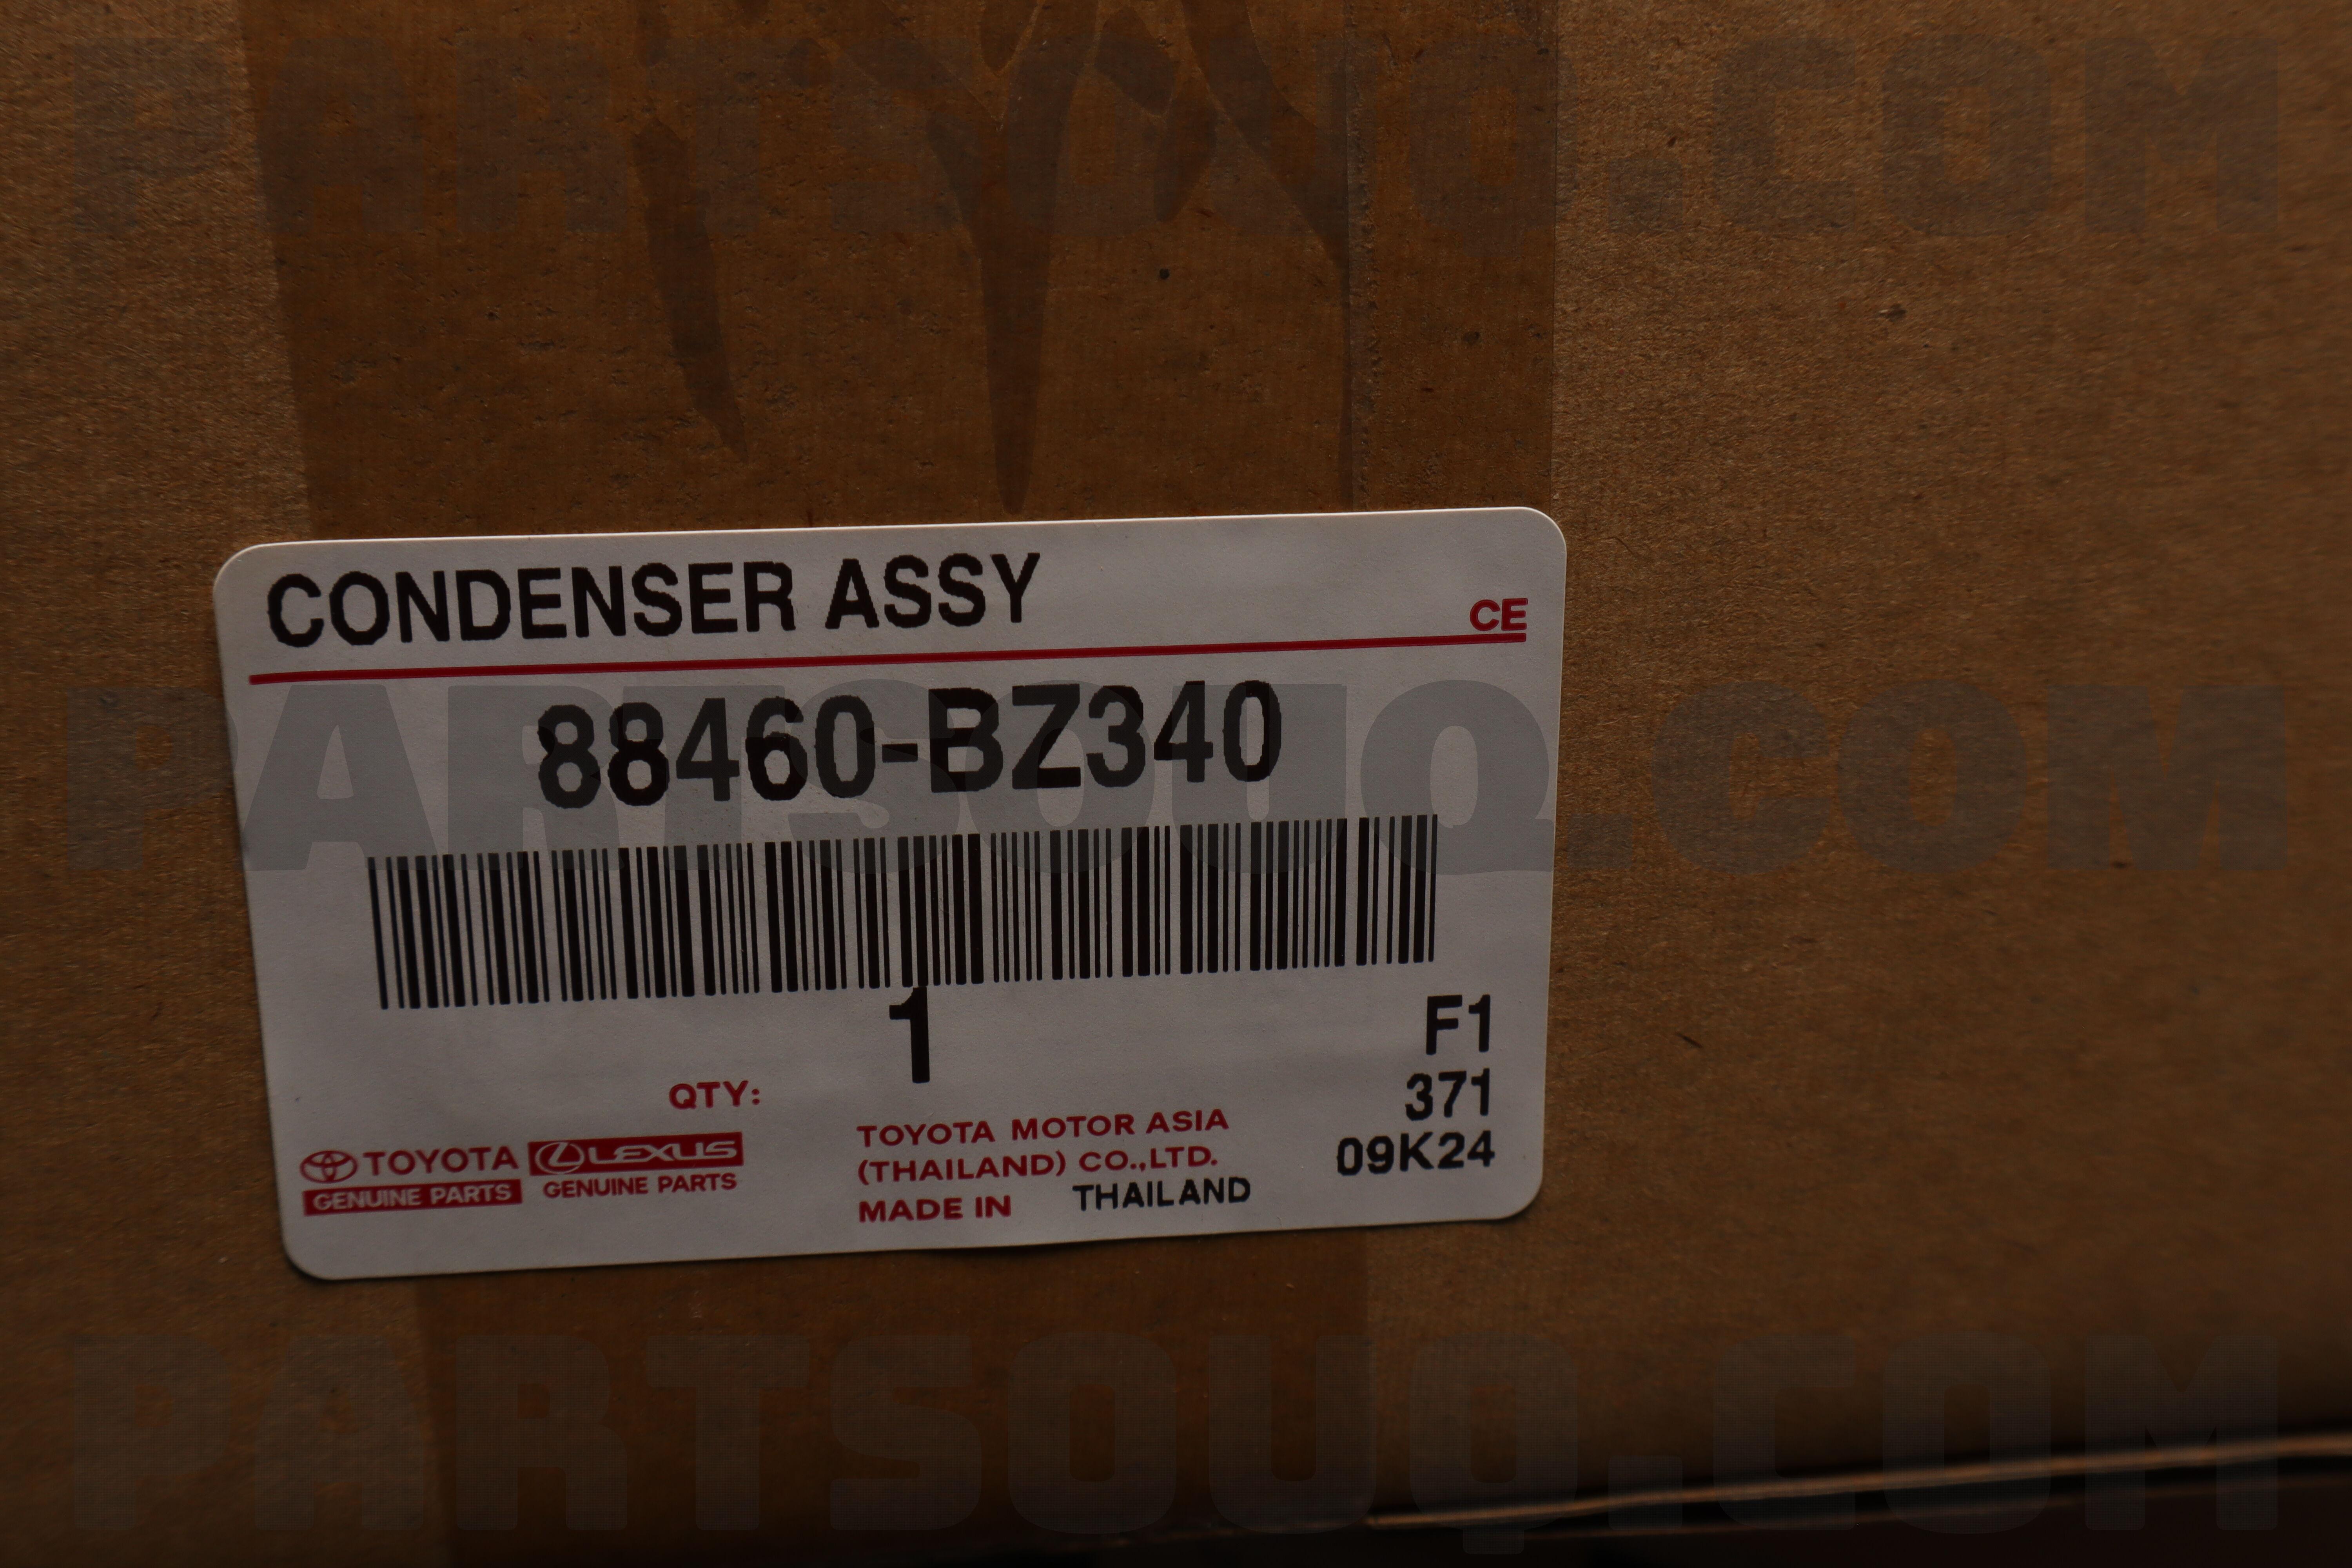 PARTSOUQ.COM
CONDENSER ASSY
CE
88460-BZ340
PARTSOUQ.COM
1
F1
QTY:
371
TOYOTA
GENUINE PARTS
LEXUS
GENUINE PARTS
TOYOTA MOTOR ASIA
(THAILAND) CO.,LTD.
MADE IN THAILAND
09K24
PARTSOUQ.COM